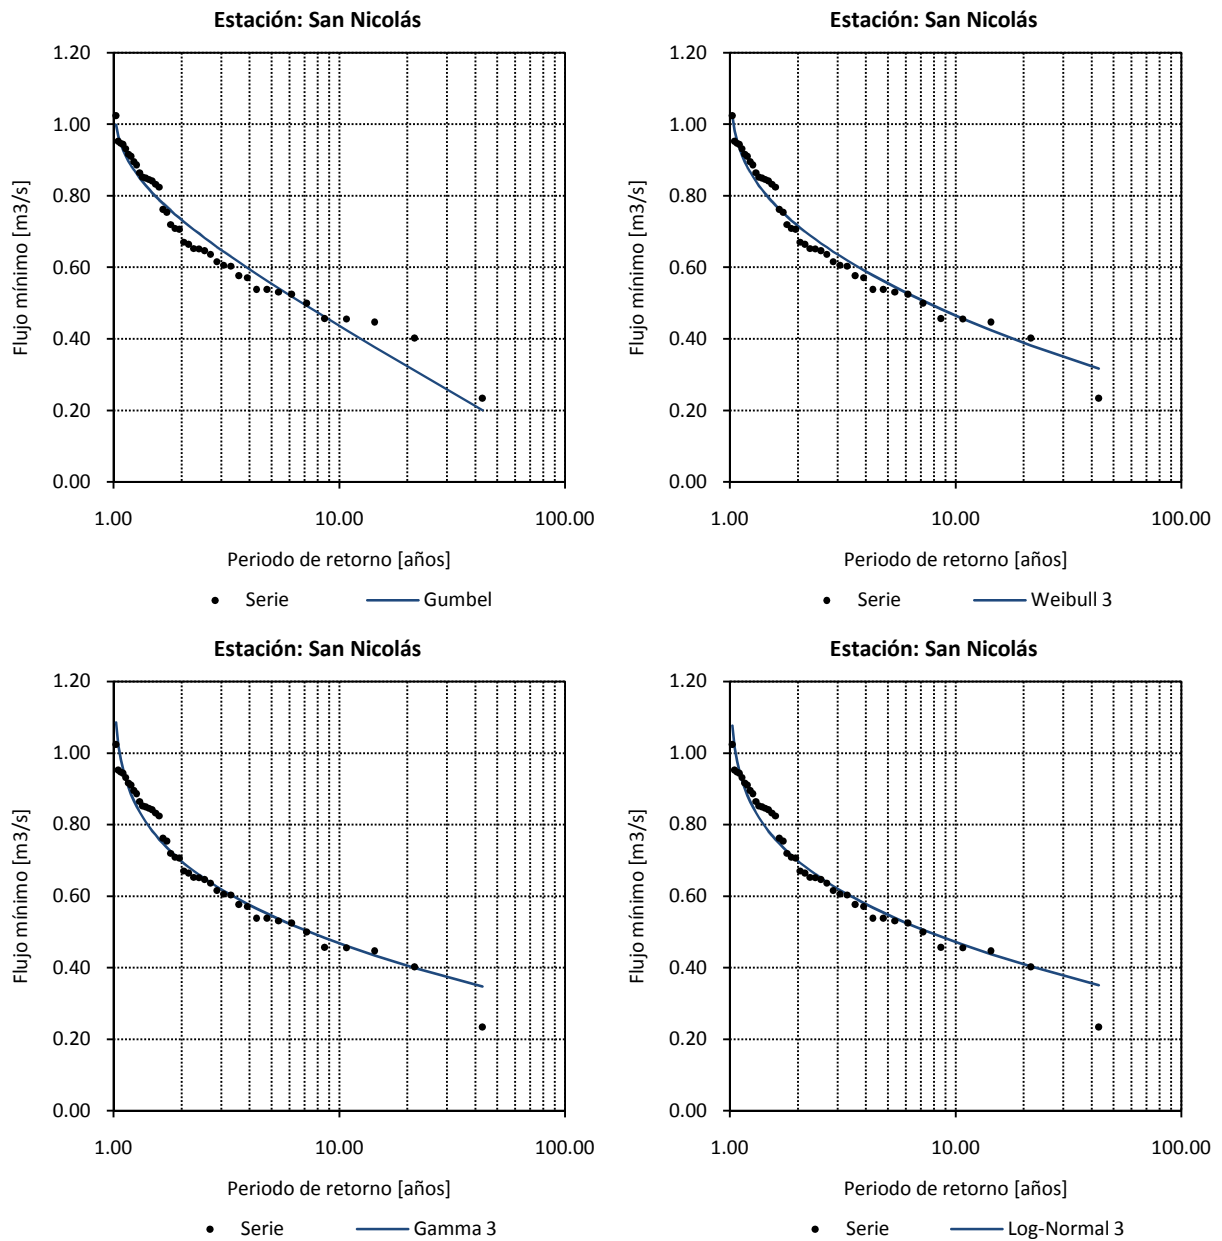 Estación: San Nicolás
1.20
1.00
0.80
0.60
0.40
0.20
0.00
Flujo mínimo [m3/s]
1.00 10.00 100.00
Periodo de retorno [años]
Serie Gumbel
Estación: San Nicolás
1.20
1.00
0.80
0.60
0.40
0.20
0.00
Flujo mínimo [m3/s]
1.00 10.00 100.00
Periodo de retorno [años]
Serie Weibull 3
Estación: San Nicolás
1.20
1.00
0.80
0.60
0.40
0.20
0.00
Flujo mínimo [m3/s]
1.00 10.00 100.00
Periodo de retorno [años]
Serie Gamma 3
Estación: San Nicolás
1.20
1.00
0.80
0.60
0.40
0.20
0.00
Flujo mínimo [m3/s]
1.00 10.00 100.00
Periodo de retorno [años]
Serie Log-Normal 3